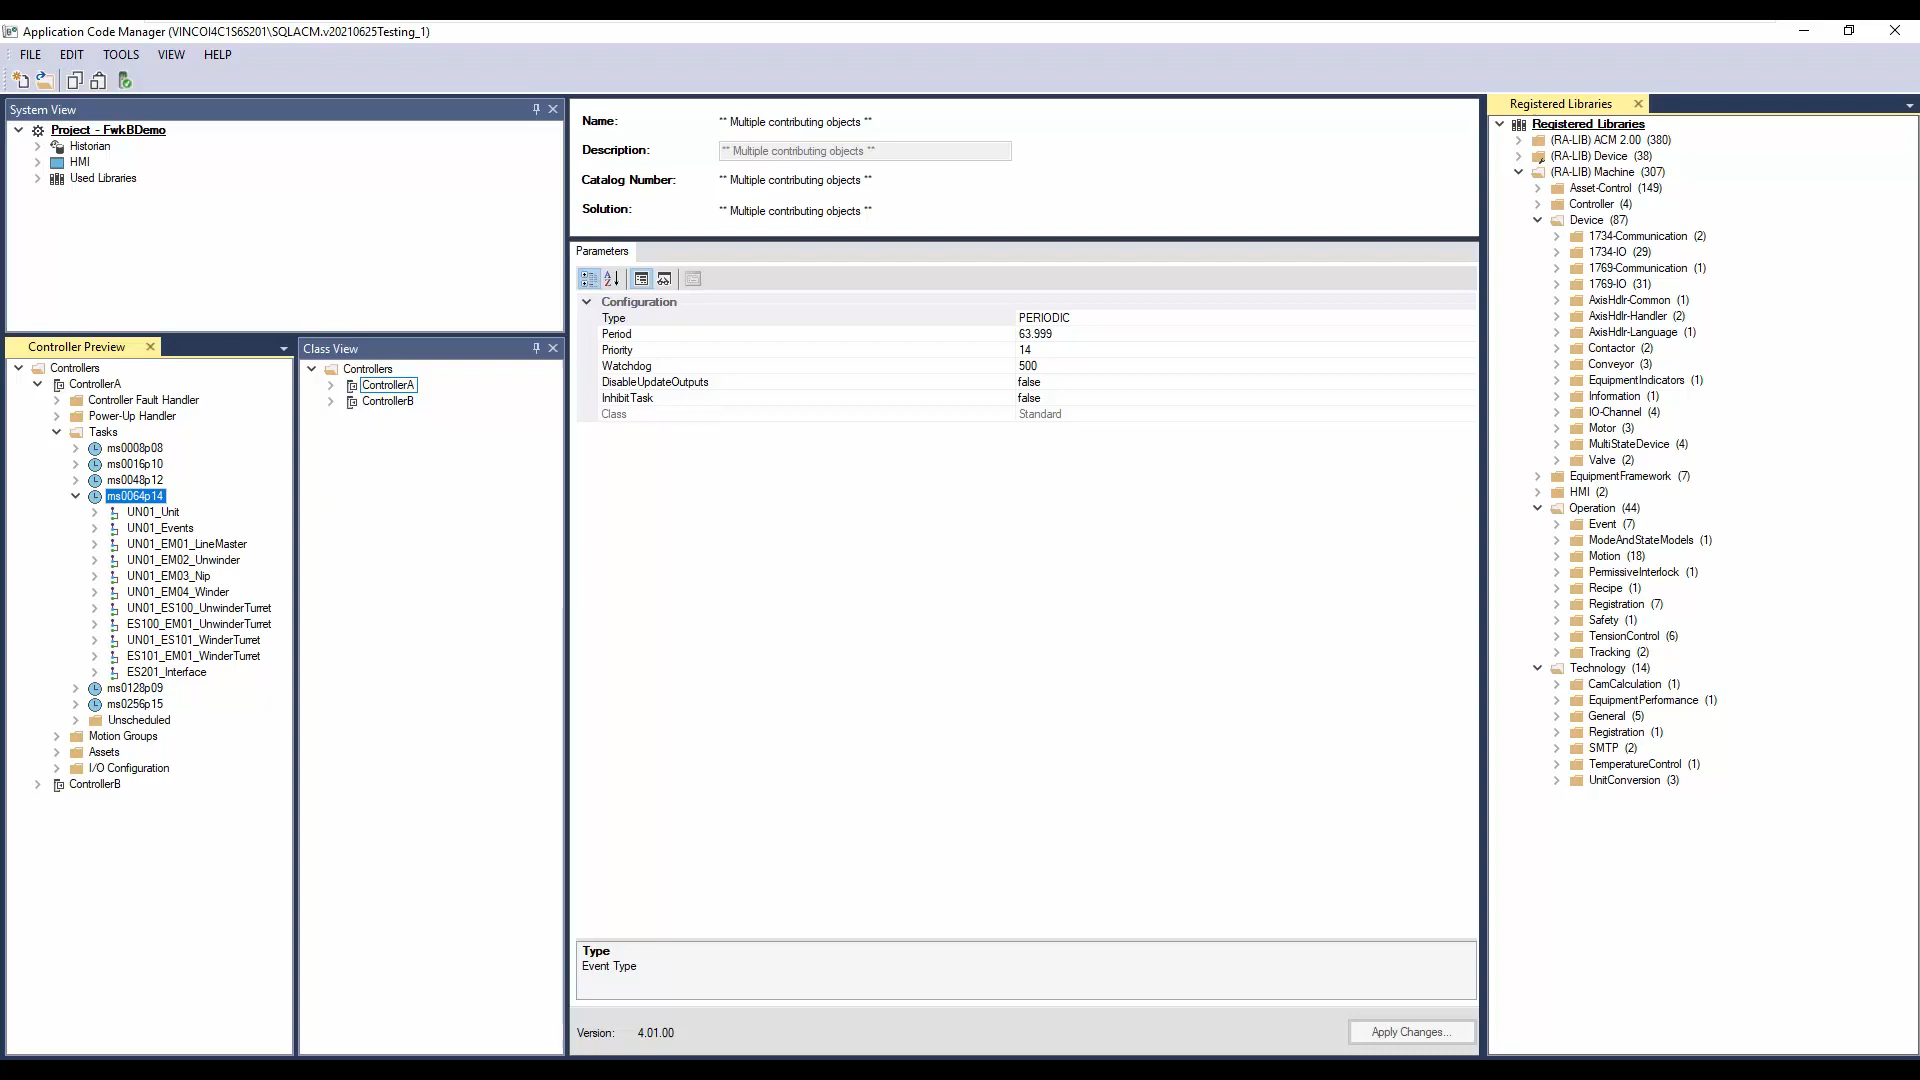 Application Code Manager (VINCOI4C1S6S201\SQLACM.v20210625Testing_1)
FILE EDIT TOOLS VIEW HELP
System View
Project - FwkBDemo
Historian
HMI
Used Libraries
Controller Preview
Controllers
ControllerA
Controller Fault Handler
Power-Up Handler
Tasks
ms0008p08
ms0016p10
ms0048p12
ms0064p14
UN01_Unit
UN01_Events
UN01_EM01_LineMaster
UN01_EM02_Unwinder
UN01_EM03_Nip
UN01_EM04_Winder
UN01_ES100_UnwinderTurret
ES100_EM01_UnwinderTurret
UN01_ES101_WinderTurret
ES101_EM01_WinderTurret
ES201_Interface
ms0128p09
ms0256p15
Unscheduled
Motion Groups
Assets
I/O Configuration
ControllerB
Class View
Controllers
ControllerA
ControllerB
Name: ** Multiple contributing objects **
Description: ** Multiple contributing objects **
Catalog Number: ** Multiple contributing objects **
Solution: ** Multiple contributing objects **
Parameters
Configuration
Type PERIODIC
Period 63.999
Priority 14
Watchdog 500
DisableUpdateOutputs false
InhibitTask false
Class Standard
Type
Event Type
Version: 4.01.00
Apply Changes...
Registered Libraries
Registered Libraries
(RA-LIB) ACM 2.00 (380)
(RA-LIB) Device (38)
(RA-LIB) Machine (307)
Asset-Control (149)
Controller (4)
Device (87)
1734-Communication (2)
1734-IO (29)
1769-Communication (1)
1769-IO (31)
AxisHdlr-Common (1)
AxisHdlr-Handler (2)
AxisHdlr-Language (1)
Contactor (2)
Conveyor (3)
EquipmentIndicators (1)
Information (1)
IO-Channel (4)
Motor (3)
MultiStateDevice (4)
Valve (2)
EquipmentFramework (7)
HMI (2)
Operation (44)
Event (7)
ModeAndStateModels (1)
Motion (18)
PermissiveInterlock (1)
Recipe (1)
Registration (7)
Safety (1)
TensionControl (6)
Tracking (2)
Technology (14)
CamCalculation (1)
EquipmentPerformance (1)
General (5)
Registration (1)
SMTP (2)
TemperatureControl (1)
UnitConversion (3)